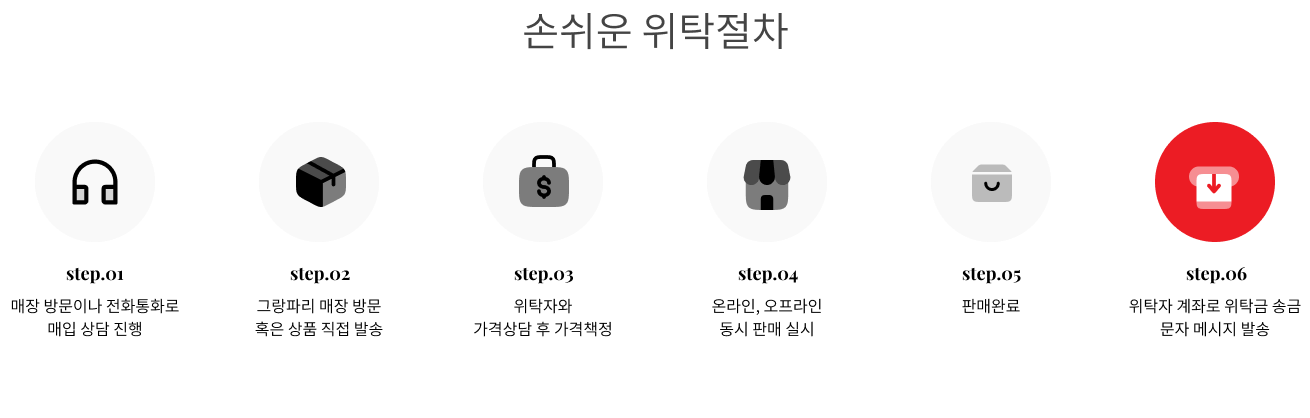 손쉬운 위탁절차
step.01
매장 방문이나 전화통화로
매입 상담 진행
step.02
그랑파리 매장 방문
혹은 상품 직접 발송
step.03
위탁자와
가격상담 후 가격책정
step.04
온라인, 오프라인
동시 판매 실시
step.05
판매완료
step.06
위탁자 계좌로 위탁금 송금
문자 메시지 발송